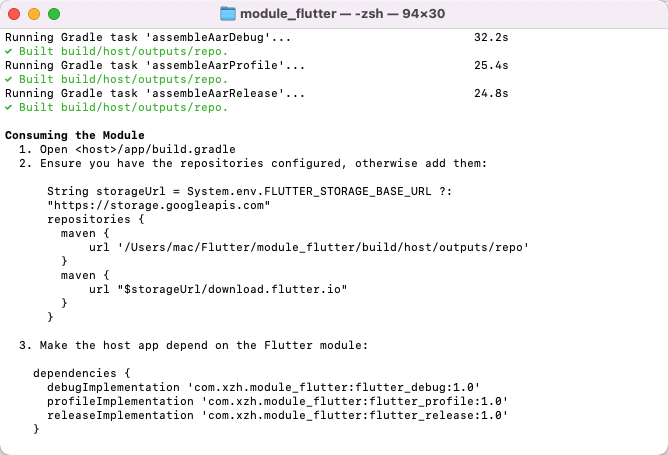 module_flutter — -zsh — 94×30
Running Gradle task 'assembleAarDebug'...                          32.2s
✓ Built build/host/outputs/repo.
Running Gradle task 'assembleAarProfile'...                        25.4s
✓ Built build/host/outputs/repo.
Running Gradle task 'assembleAarRelease'...                        24.8s
✓ Built build/host/outputs/repo.

Consuming the Module
  1. Open <host>/app/build.gradle
  2. Ensure you have the repositories configured, otherwise add them:

      String storageUrl = System.env.FLUTTER_STORAGE_BASE_URL ?:
      "https://storage.googleapis.com"
      repositories {
        maven {
            url '/Users/mac/Flutter/module_flutter/build/host/outputs/repo'
        }
        maven {
            url "$storageUrl/download.flutter.io"
        }
      }

  3. Make the host app depend on the Flutter module:

    dependencies {
      debugImplementation 'com.xzh.module_flutter:flutter_debug:1.0'
      profileImplementation 'com.xzh.module_flutter:flutter_profile:1.0'
      releaseImplementation 'com.xzh.module_flutter:flutter_release:1.0'
    }